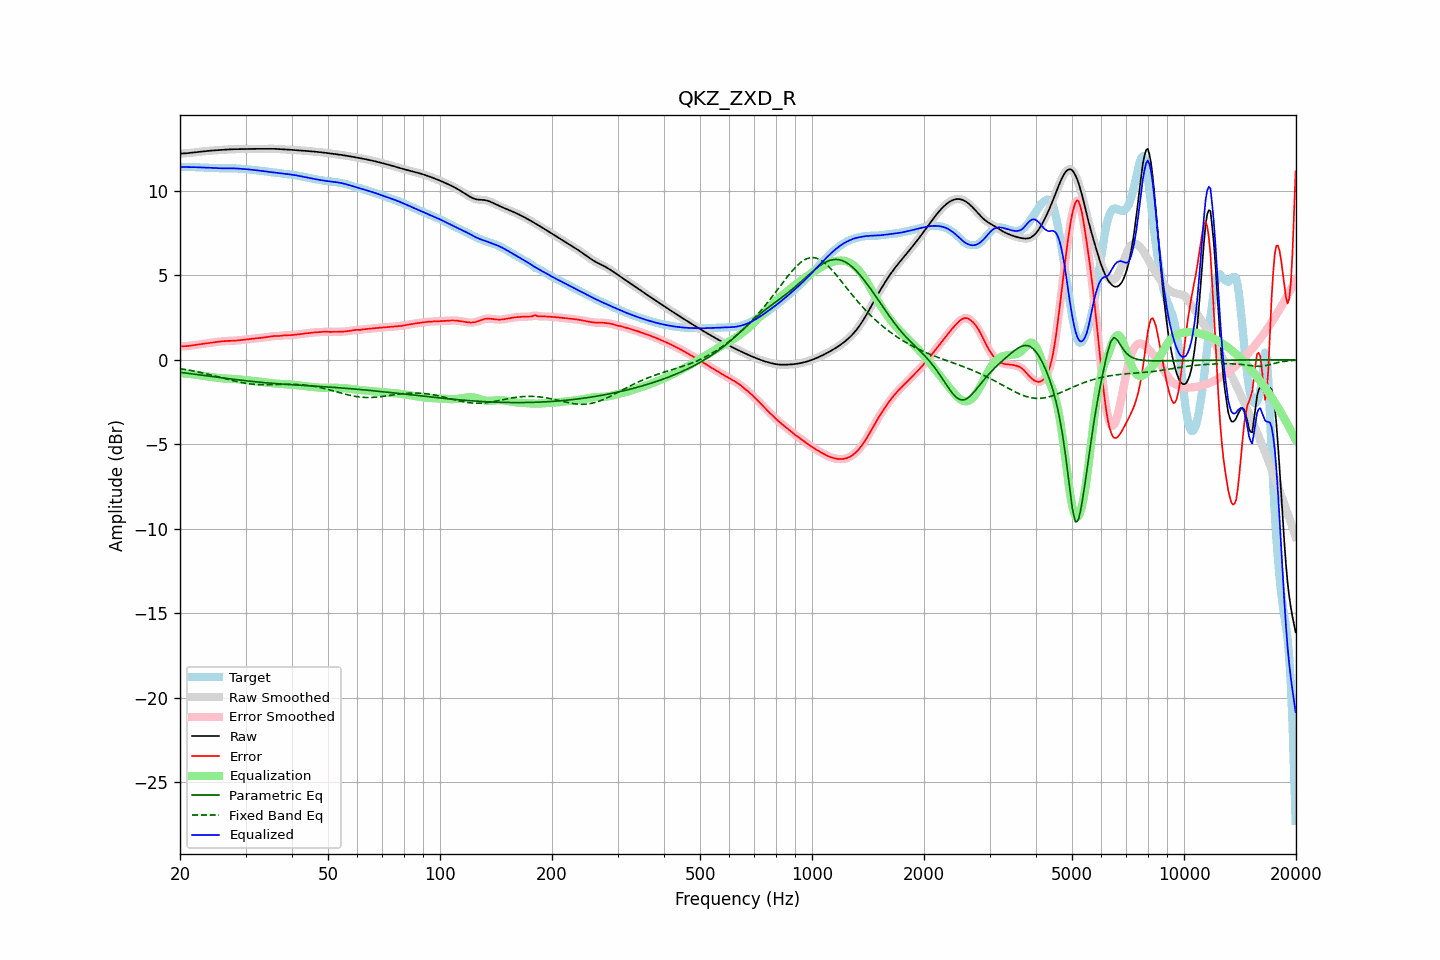 QKZ_ZXD_R
Amplitude (dBr)
10
5
0
−5
−10
−15
−20
−25
Target
Raw Smoothed
Error Smoothed
Raw
Error
Equalization
Parametric Eq
Fixed Band Eq
Equalized
20 50 100 200 500 1000 2000 5000 10000 20000
Frequency (Hz)